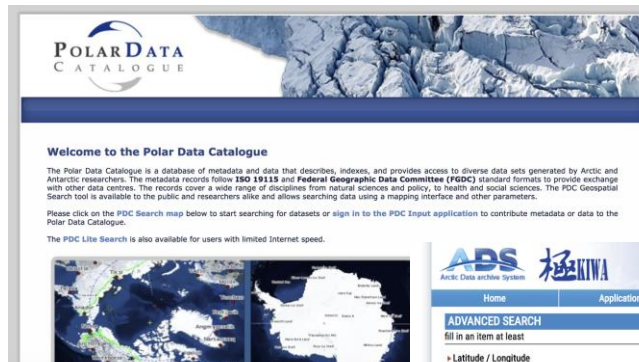 POLAR DATA
CATALOGUE
Welcome to the Polar Data Catalogue
The Polar Data Catalogue is a database of metadata and data that describes, indexes, and provides access to diverse data sets generated by Arctic and
Antarctic researchers. The metadata records follow ISO 19115 and Federal Geographic Data Committee (FGDC) standard formats to provide exchange
with other data centres. The records cover a wide range of disciplines from natural sciences and policy, to health and social sciences. The PDC Geospatial
Search tool is available to the public and researchers alike and allows searching data using a mapping interface and other parameters.
Please click on the PDC Search map below to start searching for datasets or sign in to the PDC Input application to contribute metadata or data to the
Polar Data Catalogue.
The PDC Lite Search is also available for users with limited Internet speed.
ADS 極KIWA
Arctic Data archive System
Home Application
ADVANCED SEARCH
fill in an item at least
Latitude / Longitude